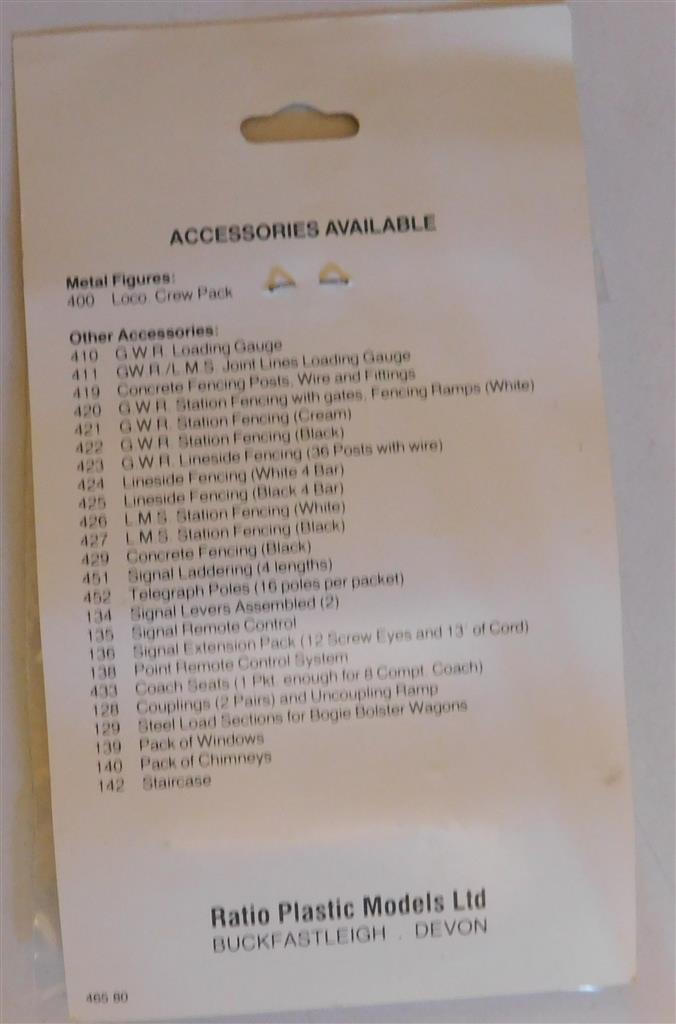 ACCESSORIES AVAILABLE
Metal Figures:
400 Loco. Crew Pack
Other Accessories:
410 G.W.R. Loading Gauge
411 GW.R./L.M.S. Joint Lines Loading Gauge
419 Concrete Fencing Posts, Wire and Fittings
420 G.W.R. Station Fencing with gates, Fencing Ramps (White)
421 G.W.R. Station Fencing (Cream)
422 G.W.R. Station Fencing (Black)
423 G.W.R. Lineside Fencing (36 Posts with wire)
424 Lineside Fencing (White 4 Bar)
425 Lineside Fencing (Black 4 Bar)
426 L.M.S. Station Fencing (White)
427 L.M.S. Station Fencing (Black)
429 Concrete Fencing (Black)
451 Signal Laddering (4 lengths)
452 Telegraph Poles (16 poles per packet)
134 Signal Levers Assembled (2)
135 Signal Remote Control
136 Signal Extension Pack (12 Screw Eyes and 13' of Cord)
138 Point Remote Control System
433 Coach Seats (1 Pkt. enough for 8 Compt. Coach)
128 Couplings (2 Pairs) and Uncoupling Ramp
129 Steel Load Sections for Bogie Bolster Wagons
139 Pack of Windows
140 Pack of Chimneys
142 Staircase
Ratio Plastic Models Ltd
BUCKFASTLEIGH . DEVON
465 80